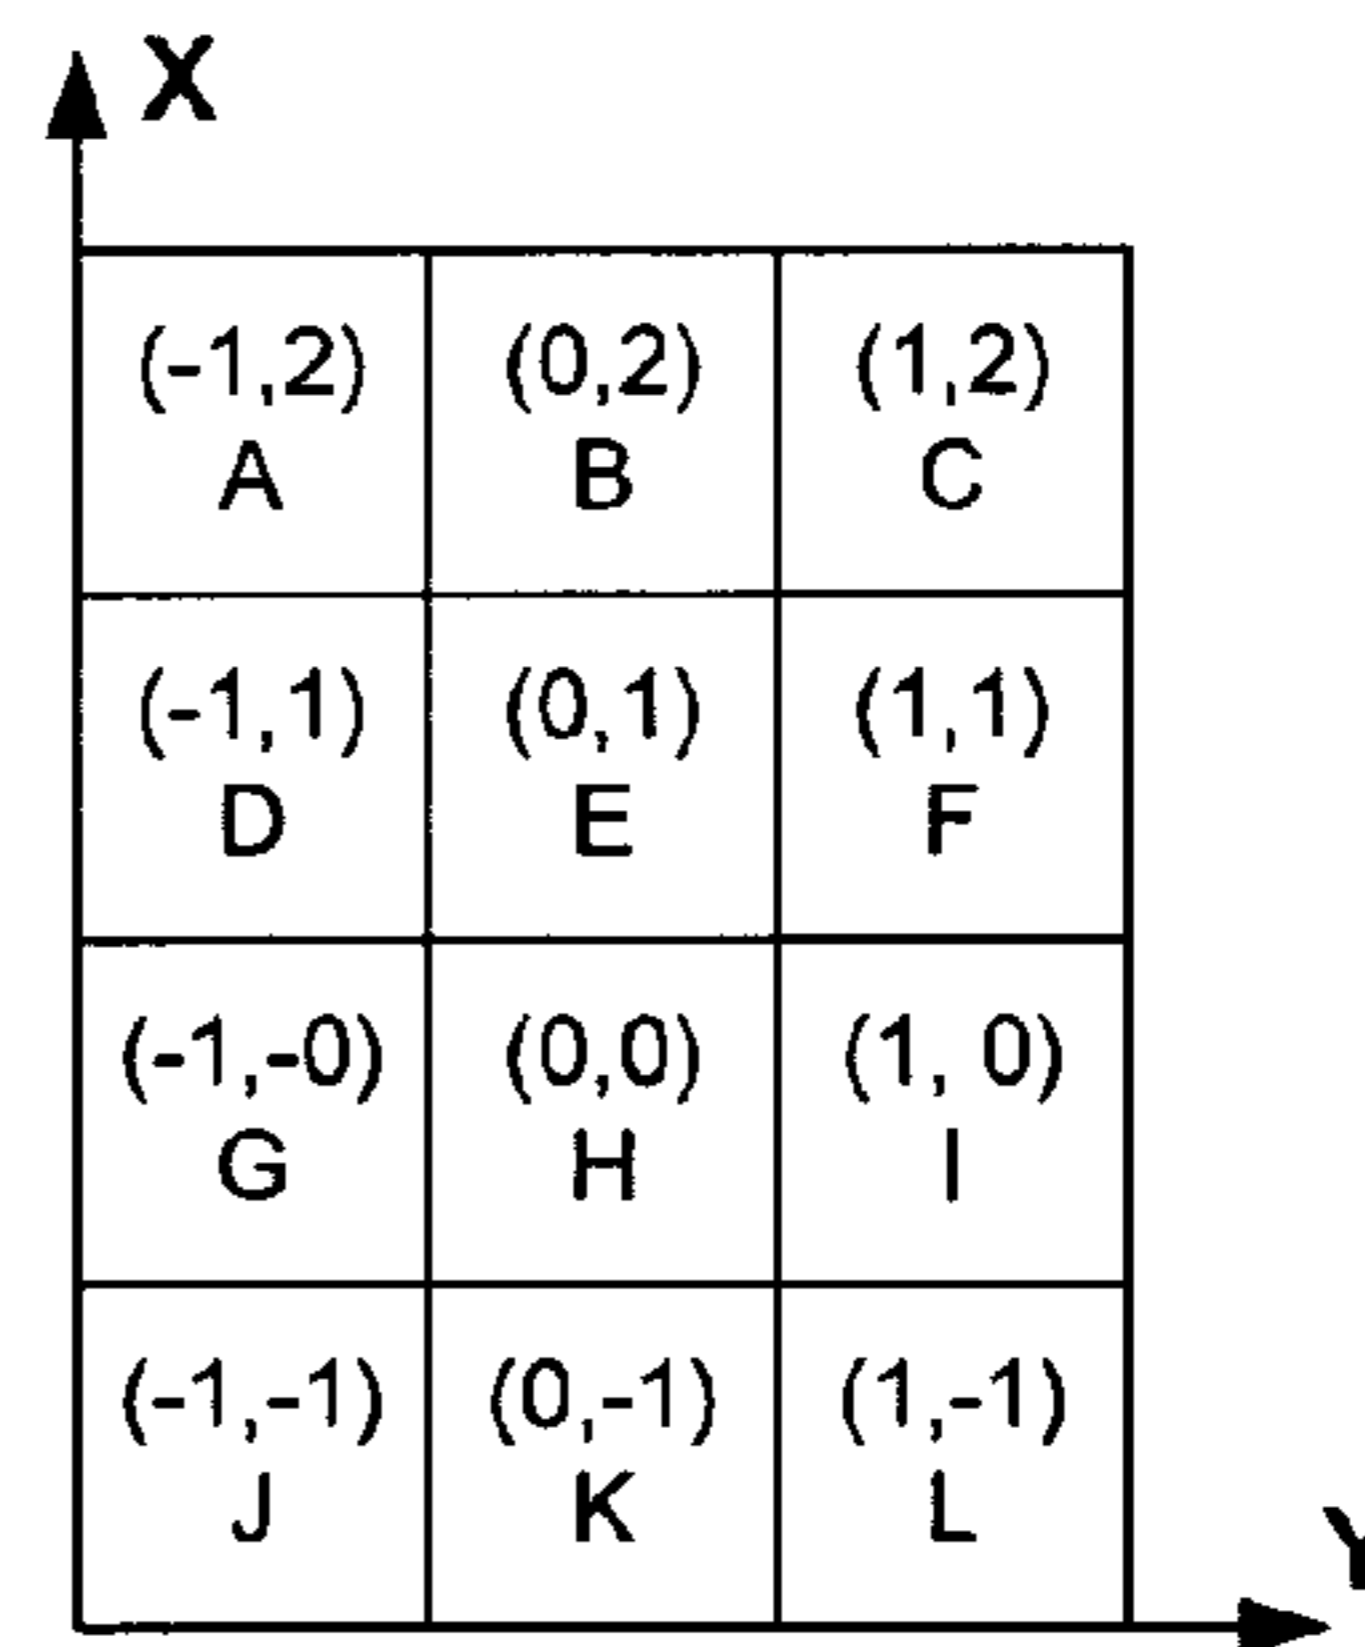 X
(-1,2) (0,2) (1,2)
A B C
(-1,1) (0,1) (1,1)
D E F
(-1,-0) (0,0) (1, 0)
G H I
(-1,-1) (0,-1) (1,-1)
J K L
Y